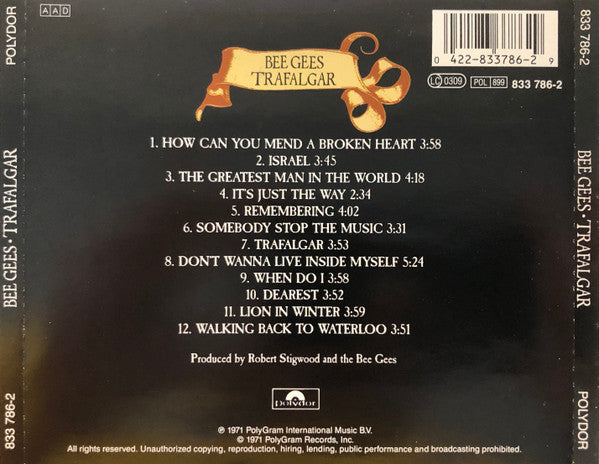 POLYDOR
BEE GEES • TRAFALGAR
833 786-2
A A D
BEE GEES
TRAFALGAR
0 422-833786-2 9
LC 0309 POL 899 833 786-2
1. HOW CAN YOU MEND A BROKEN HEART 3:58
2. ISRAEL 3:45
3. THE GREATEST MAN IN THE WORLD 4:18
4. IT'S JUST THE WAY 2:34
5. REMEMBERING 4:02
6. SOMEBODY STOP THE MUSIC 3:31
7. TRAFALGAR 3:53
8. DON'T WANNA LIVE INSIDE MYSELF 5:24
9. WHEN DO I 3:58
10. DEAREST 3:52
11. LION IN WINTER 3:59
12. WALKING BACK TO WATERLOO 3:51
Produced by Robert Stigwood and the Bee Gees
polydor
℗ 1971 PolyGram International Music B.V.
© 1971 PolyGram Records, Inc.
All rights reserved. Unauthorized copying, reproduction, hiring, lending, public performance and broadcasting prohibited.
833 786-2
BEE GEES • TRAFALGAR
POLYDOR